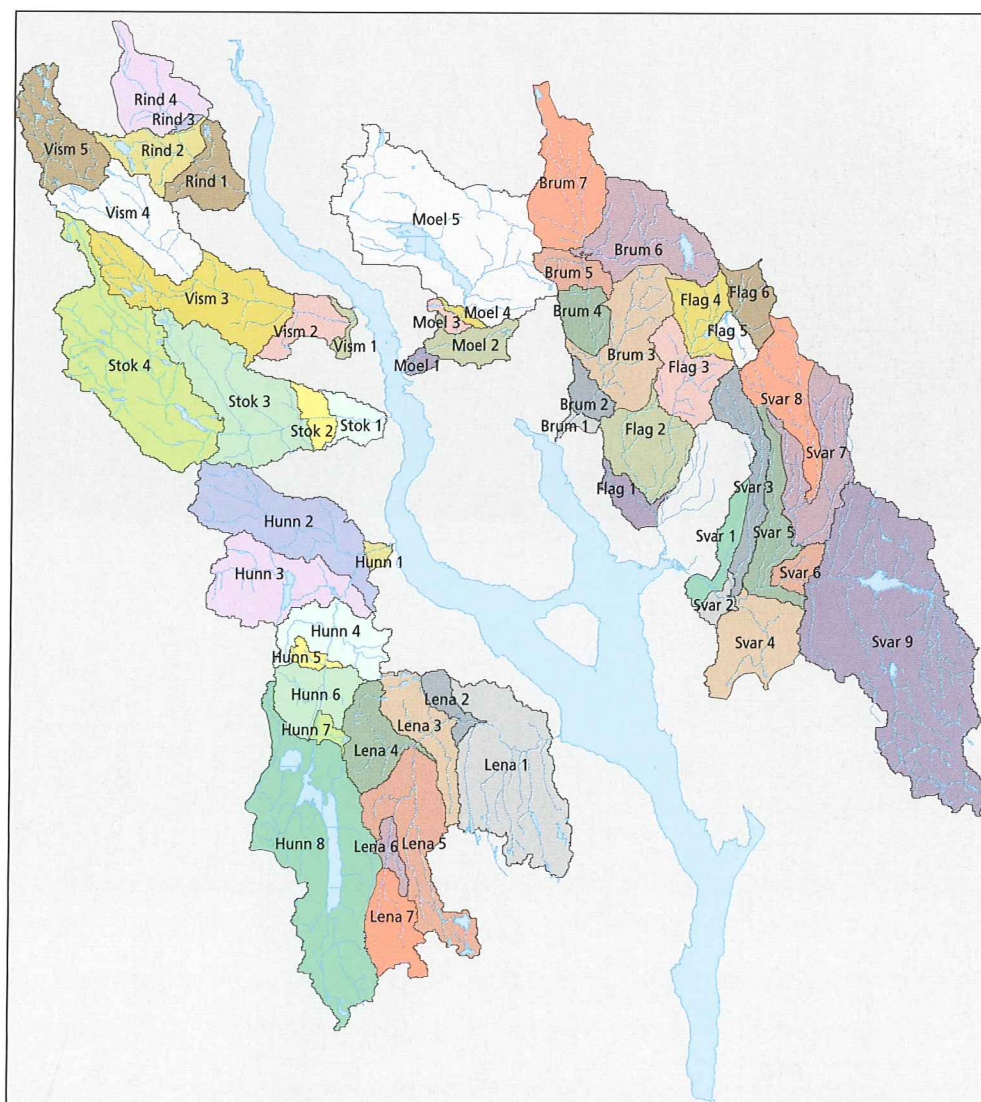 Rind 4
Rind 3
Rind 2
Rind 1
Vism 5
Vism 4
Vism 3
Vism 2
Vism 1
Stok 4
Stok 3
Stok 2
Stok 1
Moel 5
Moel 4
Moel 3
Moel 2
Moel 1
Brum 7
Brum 6
Brum 5
Brum 4
Brum 3
Brum 2
Brum 1
Flag 6
Flag 4
Flag 5
Flag 3
Flag 2
Flag 1
Svar 8
Svar 7
Svar 3
Svar 1
Svar 5
Svar 6
Svar 2
Svar 4
Svar 9
Hunn 2
Hunn 1
Hunn 3
Hunn 4
Hunn 5
Hunn 6
Hunn 7
Hunn 8
Lena 2
Lena 3
Lena 4
Lena 1
Lena 5
Lena 6
Lena 7